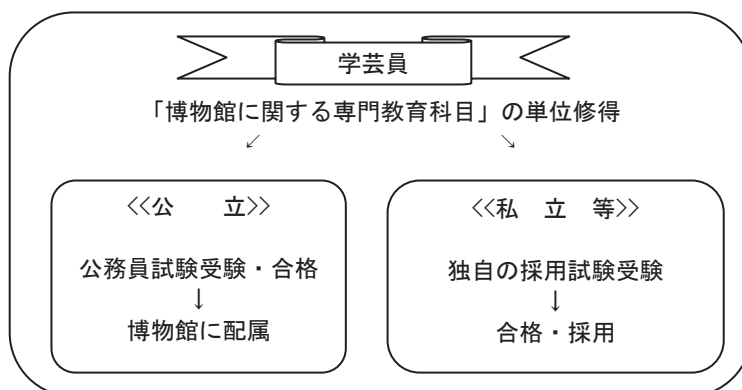 学芸員
「博物館に関する専門教育科目」の単位修得
↙ ↘
<<公　　立>>
公務員試験受験・合格
↓
博物館に配属
<<私　立　等>>
独自の採用試験受験
↓
合格・採用